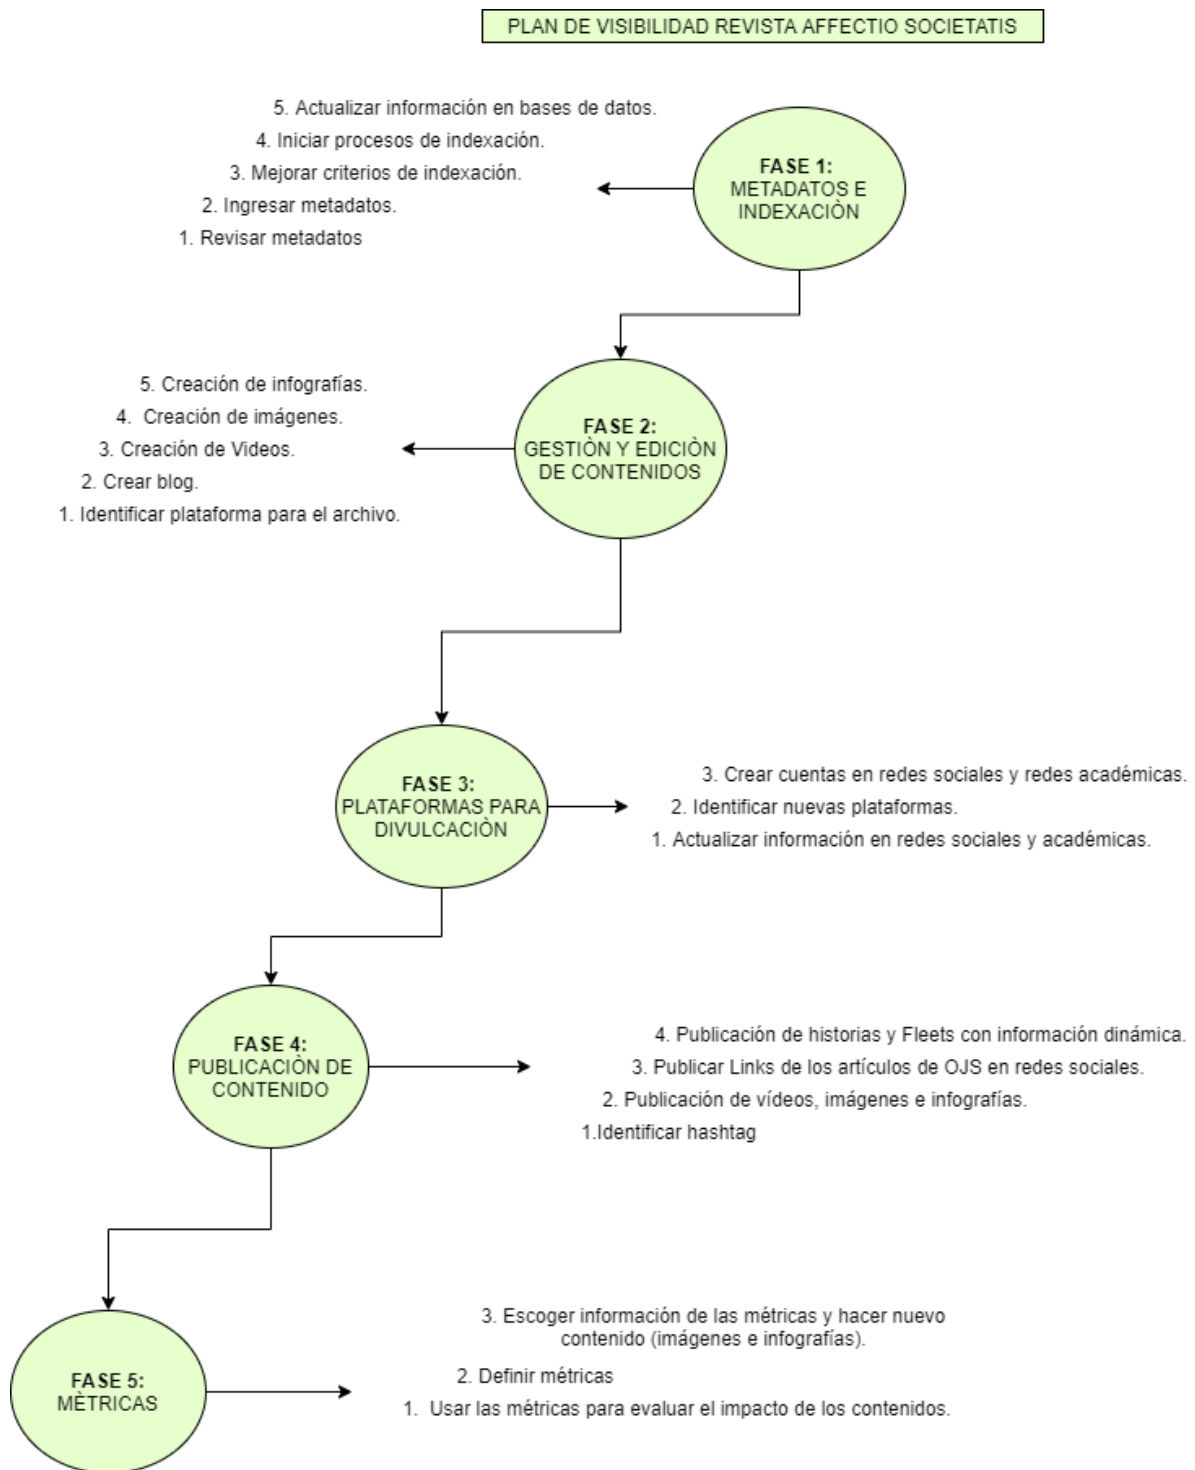 PLAN DE VISIBILIDAD REVISTA AFFECTIO SOCIETATIS
5. Actualizar información en bases de datos.
4. Iniciar procesos de indexación.
3. Mejorar criterios de indexación.
2. Ingresar metadatos.
1. Revisar metadatos
FASE 1:
METADATOS E
INDEXACIÒN
5. Creación de infografías.
4. Creación de imágenes.
3. Creación de Videos.
2. Crear blog.
1. Identificar plataforma para el archivo.
FASE 2:
GESTIÒN Y EDICIÒN
DE CONTENIDOS
FASE 3:
PLATAFORMAS PARA
DIVULCACIÒN
3. Crear cuentas en redes sociales y redes académicas.
2. Identificar nuevas plataformas.
1. Actualizar información en redes sociales y académicas.
FASE 4:
PUBLICACIÒN DE
CONTENIDO
4. Publicación de historias y Fleets con información dinámica.
3. Publicar Links de los artículos de OJS en redes sociales.
2. Publicación de vídeos, imágenes e infografías.
1.Identificar hashtag
FASE 5:
MÈTRICAS
3. Escoger información de las métricas y hacer nuevo
contenido (imágenes e infografías).
2. Definir métricas
1. Usar las métricas para evaluar el impacto de los contenidos.